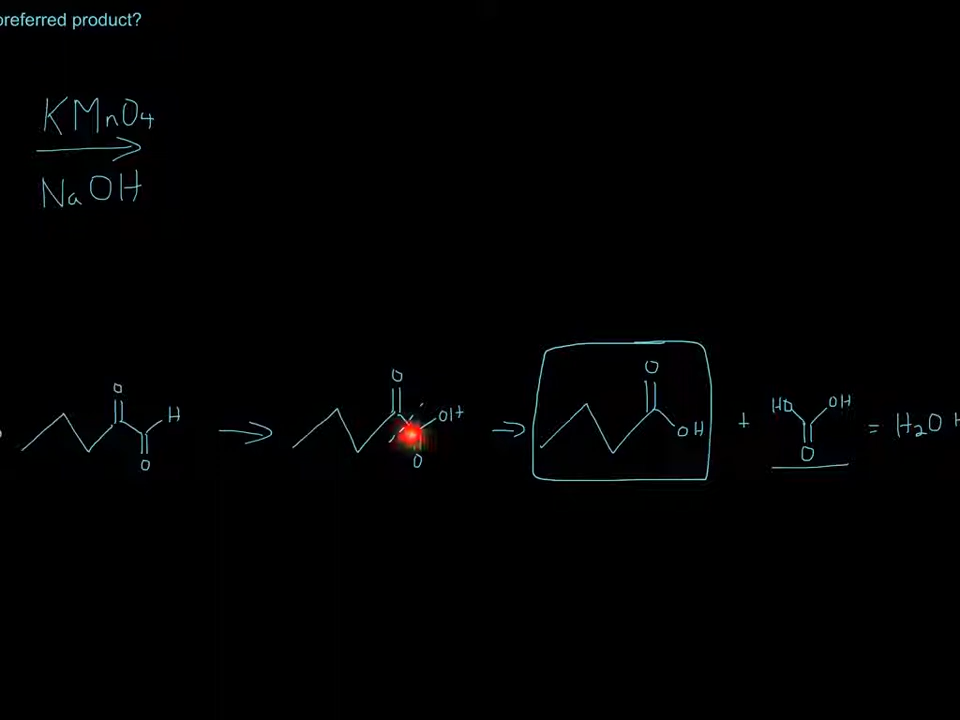 preferred product?
KMnO4
NaOH
O
H
O
O
OH
O
O
OH
+
HO OH
O
= H2O